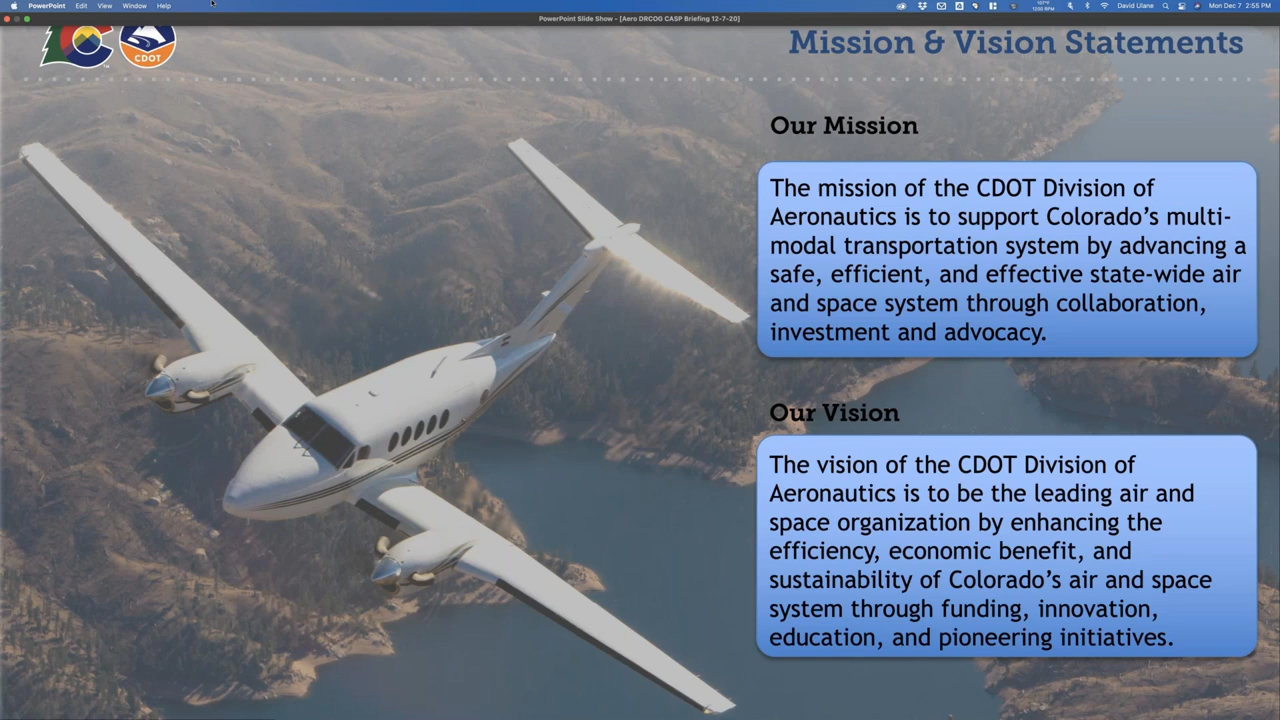 PowerPoint Edit View Window Help
107°F
1200 RPM
David Ulane
Mon Dec 7 2:55 PM
PowerPoint Slide Show - [Aero DRCOG CASP Briefing 12-7-20]
CDOT
Mission & Vision Statements
Our Mission
The mission of the CDOT Division of
Aeronautics is to support Colorado’s multi-
modal transportation system by advancing a
safe, efficient, and effective state-wide air
and space system through collaboration,
investment and advocacy.
Our Vision
The vision of the CDOT Division of
Aeronautics is to be the leading air and
space organization by enhancing the
efficiency, economic benefit, and
sustainability of Colorado’s air and space
system through funding, innovation,
education, and pioneering initiatives.